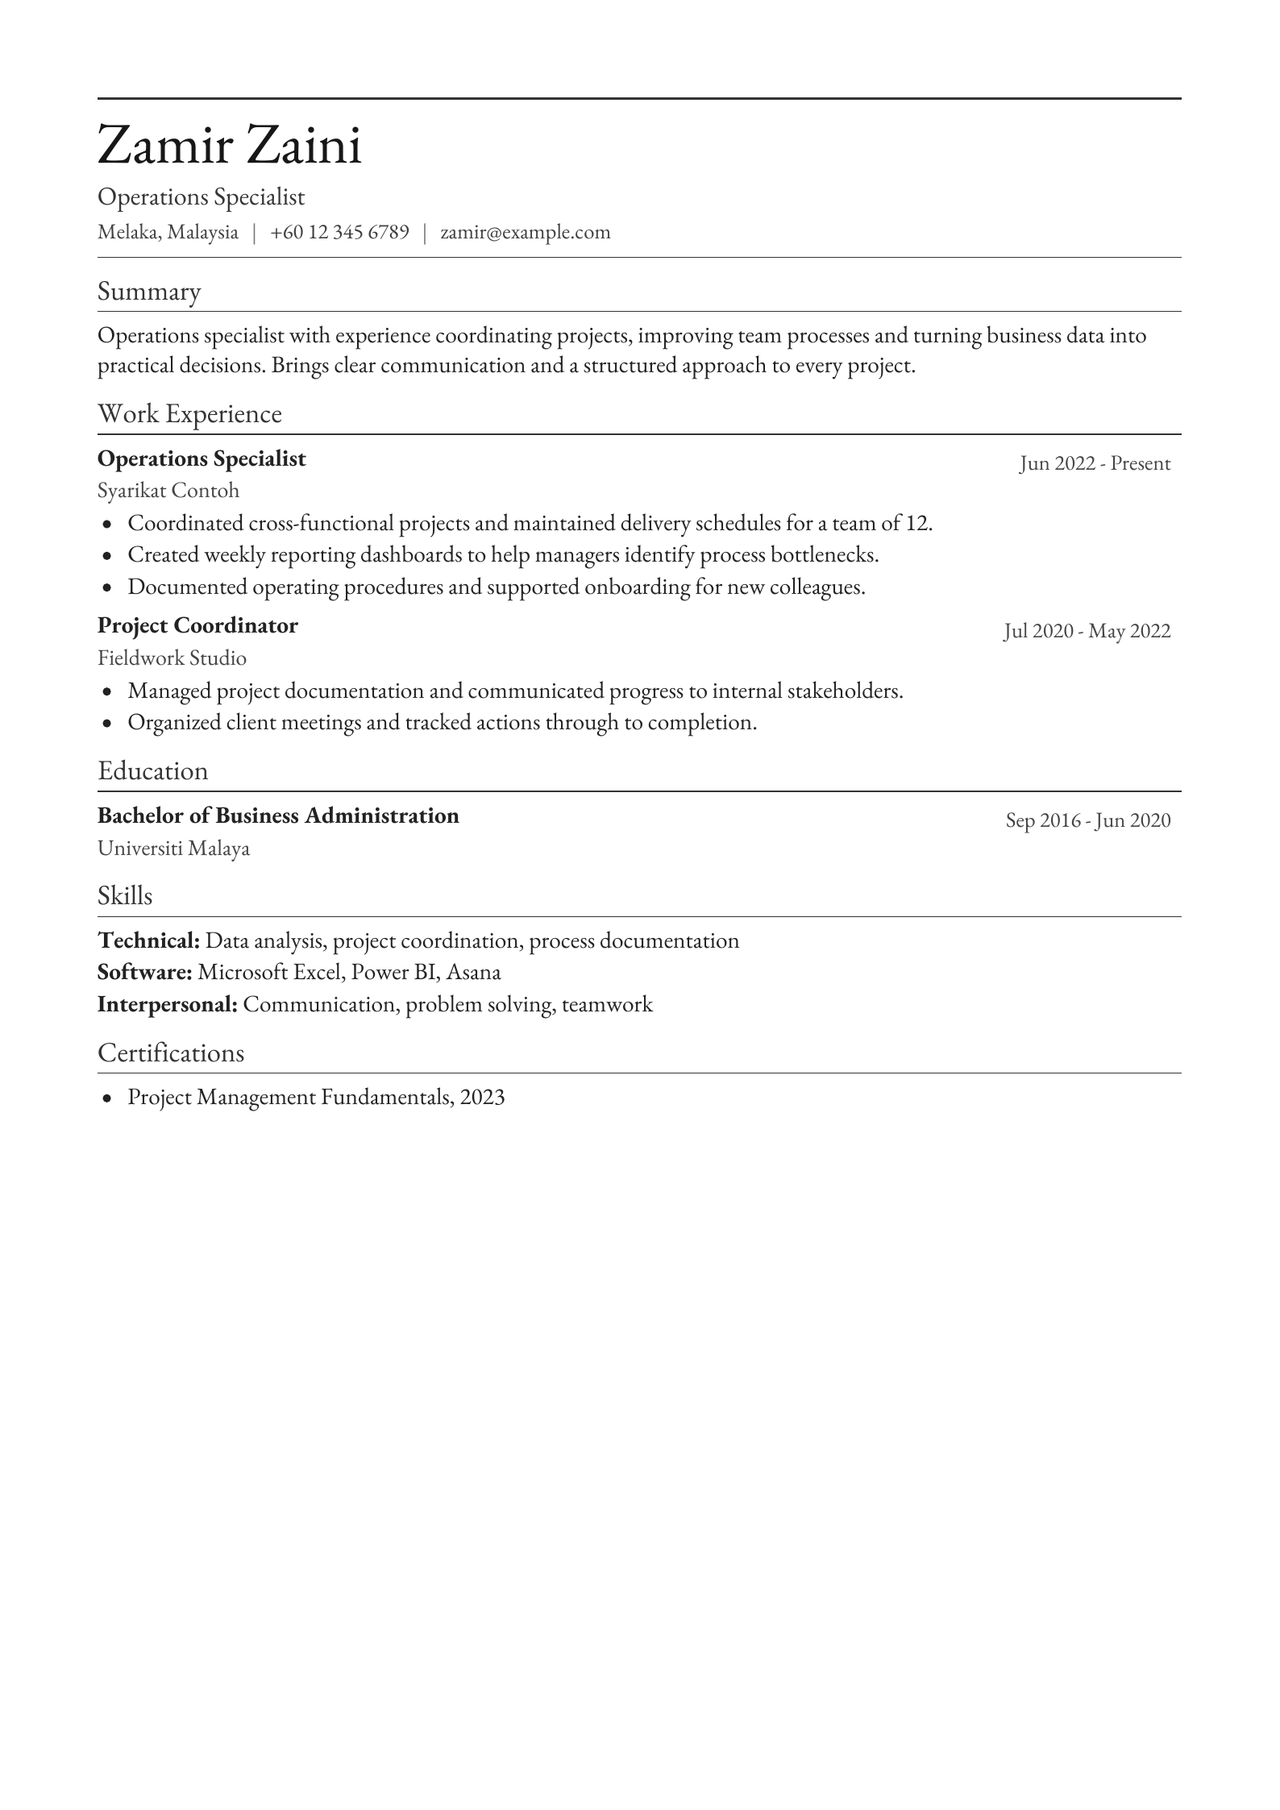 Zamir Zaini
Operations Specialist
Melaka, Malaysia | +60 12 345 6789 | zamir@example.com
Summary
Operations specialist with experience coordinating projects, improving team processes and turning business data into
practical decisions. Brings clear communication and a structured approach to every project.
Work Experience
Operations Specialist Jun 2022 - Present
Syarikat Contoh
• Coordinated cross-functional projects and maintained delivery schedules for a team of 12.
• Created weekly reporting dashboards to help managers identify process bottlenecks.
• Documented operating procedures and supported onboarding for new colleagues.
Project Coordinator Jul 2020 - May 2022
Fieldwork Studio
• Managed project documentation and communicated progress to internal stakeholders.
• Organized client meetings and tracked actions through to completion.
Education
Bachelor of Business Administration Sep 2016 - Jun 2020
Universiti Malaya
Skills
Technical: Data analysis, project coordination, process documentation
Software: Microsoft Excel, Power BI, Asana
Interpersonal: Communication, problem solving, teamwork
Certifications
• Project Management Fundamentals, 2023